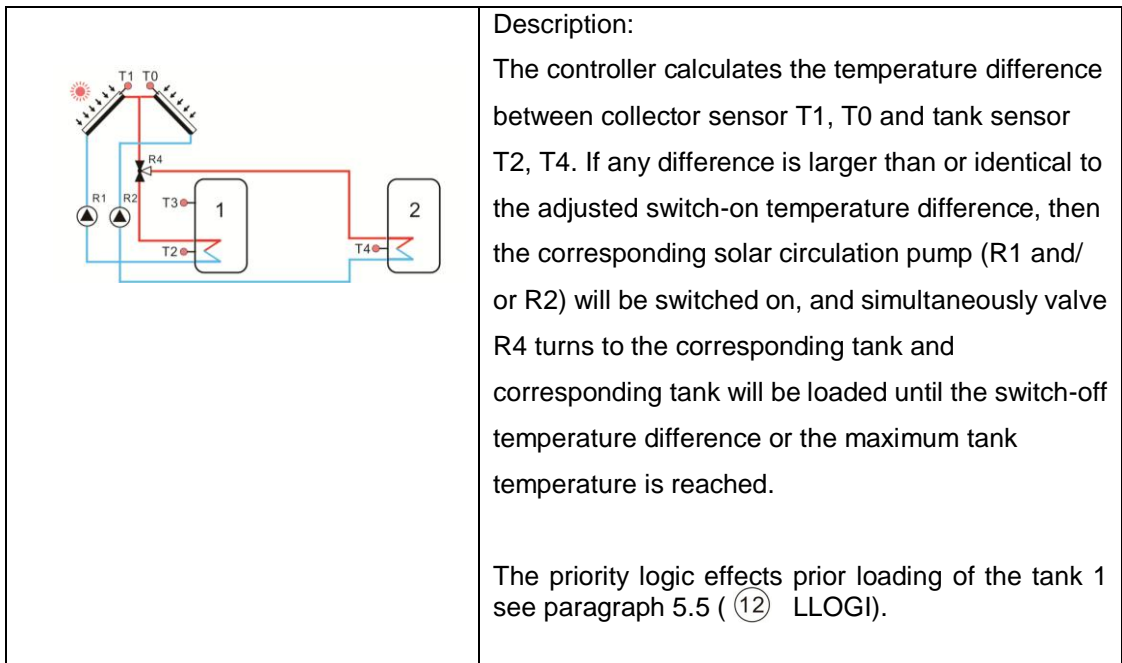 T1 T0
R4
R1 R2
T3 1 2
T2 T4
Description:
The controller calculates the temperature difference
between collector sensor T1, T0 and tank sensor
T2, T4. If any difference is larger than or identical to
the adjusted switch-on temperature difference, then
the corresponding solar circulation pump (R1 and/
or R2) will be switched on, and simultaneously valve
R4 turns to the corresponding tank and
corresponding tank will be loaded until the switch-off
temperature difference or the maximum tank
temperature is reached.
The priority logic effects prior loading of the tank 1
see paragraph 5.5 ( ⑫ LLOGI).